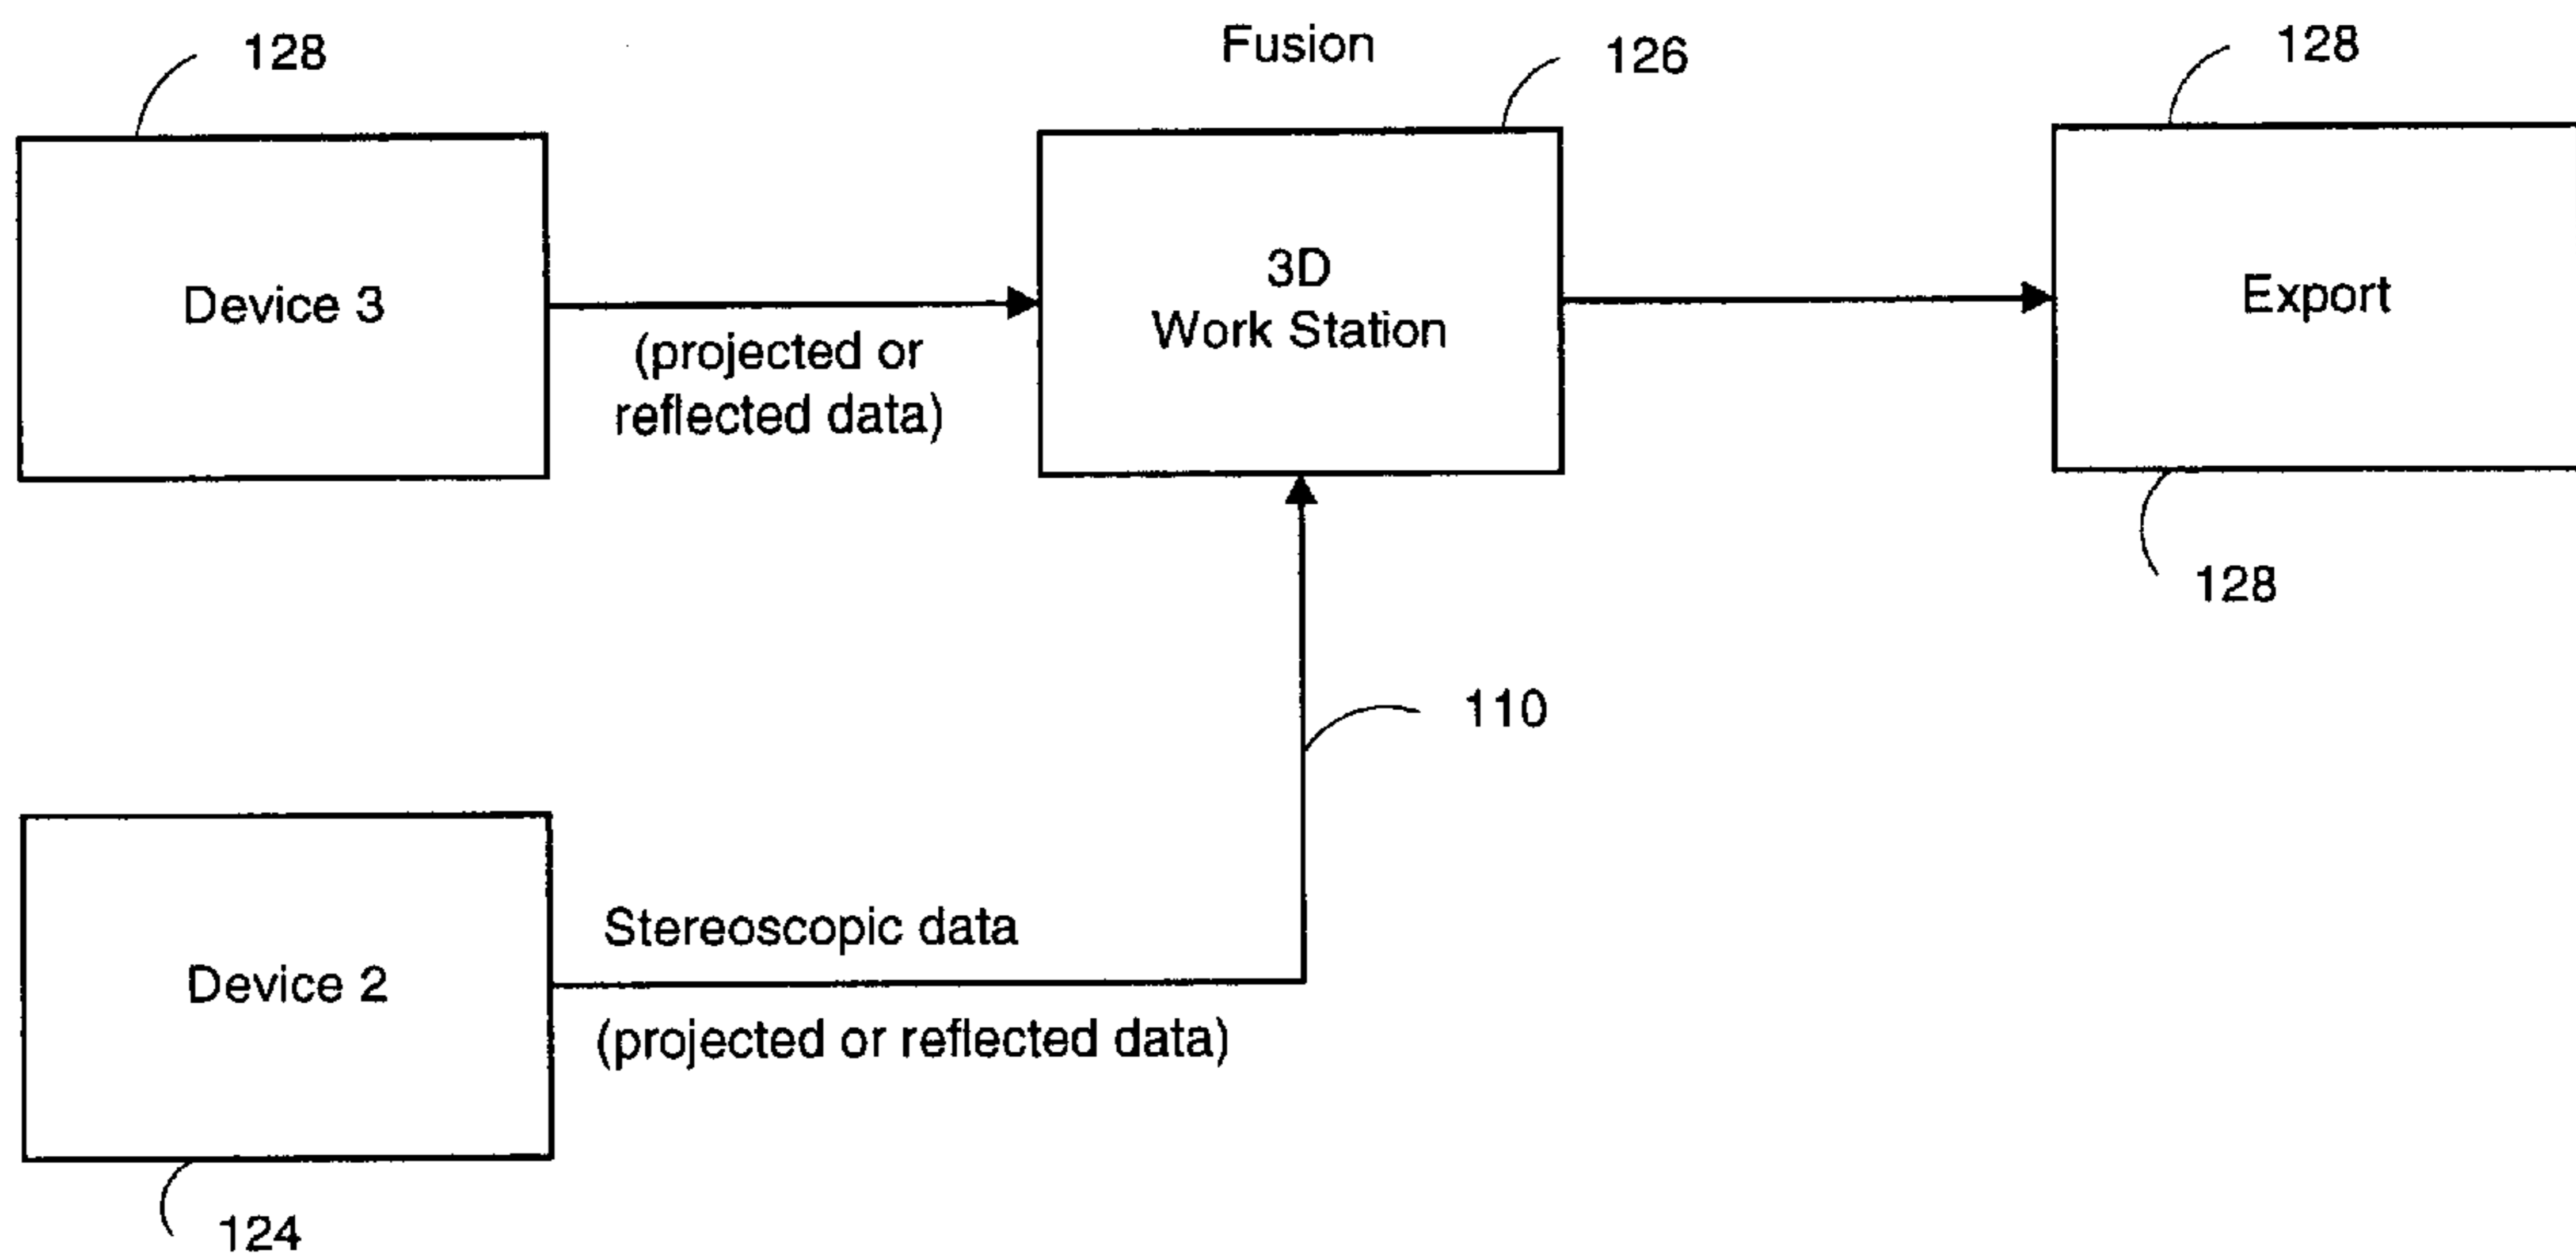 128
Fusion
126
128
Device 3
(projected or
reflected data)
3D
Work Station
Export
128
110
Stereoscopic data
Device 2
(projected or reflected data)
124